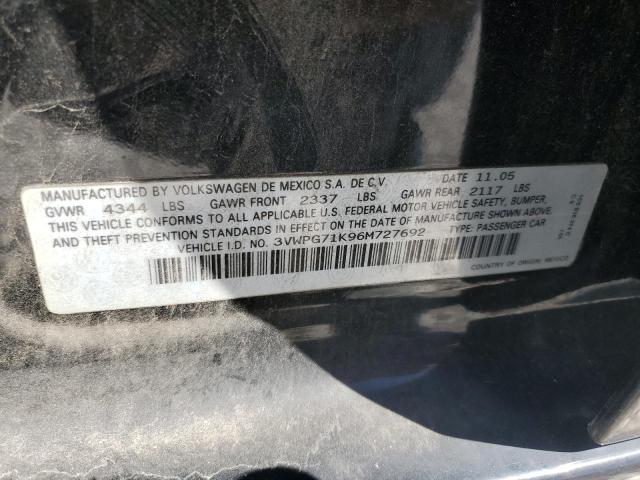 MANUFACTURED BY VOLKSWAGEN DE MEXICO S.A. DE C.V. DATE 11.05
GVWR 4344 LBS GAWR FRONT 2337 LBS GAWR REAR 2117 LBS
THIS VEHICLE CONFORMS TO ALL APPLICABLE U.S. FEDERAL MOTOR VEHICLE SAFETY, BUMPER,
AND THEFT PREVENTION STANDARDS IN EFFECT ON THE DATE OF MANUFACTURE SHOWN ABOVE.
VEHICLE I.D. NO. 3VWPG71K96M727692 TYPE: PASSENGER CAR
COUNTRY OF ORIGIN: MEXICO